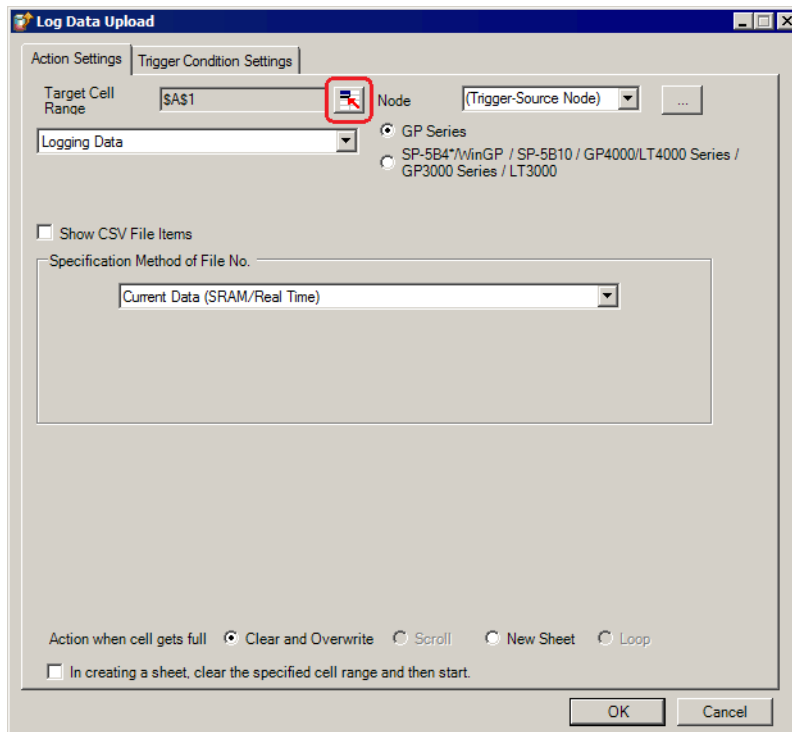 Log Data Upload
Action Settings
Trigger Condition Settings
Target Cell
Range
$A$1
Node
(Trigger-Source Node)
...
Logging Data
GP Series
SP-5B4*/WinGP / SP-5B10 / GP4000/LT4000 Series /
GP3000 Series / LT3000
Show CSV File Items
Specification Method of File No.
Current Data (SRAM/Real Time)
Action when cell gets full
Clear and Overwrite
Scroll
New Sheet
Loop
In creating a sheet, clear the specified cell range and then start.
OK
Cancel